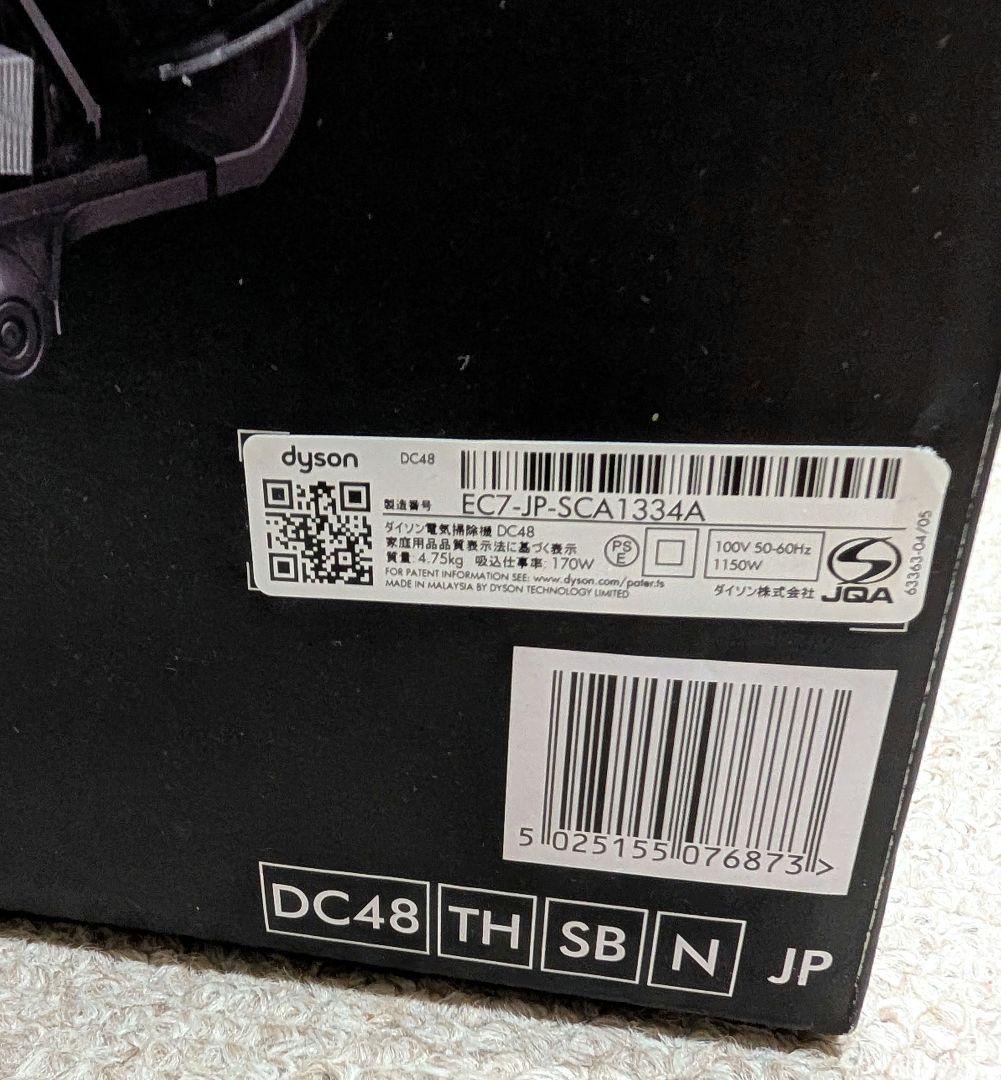 dyson DC48
製造番号 EC7-JP-SCA1334A
ダイソン電気掃除機 DC48
家庭用品品質表示法に基づく表示
質量: 4.75kg 吸込仕事率: 170W
FOR PATENT INFORMATION SEE: www.dyson.com/patents
MADE IN MALAYSIA BY DYSON TECHNOLOGY LIMITED
PS
E
100V 50-60Hz
1150W
ダイソン株式会社
JQA
63363-04/05
5 025155 076873 >
DC48 TH SB N JP